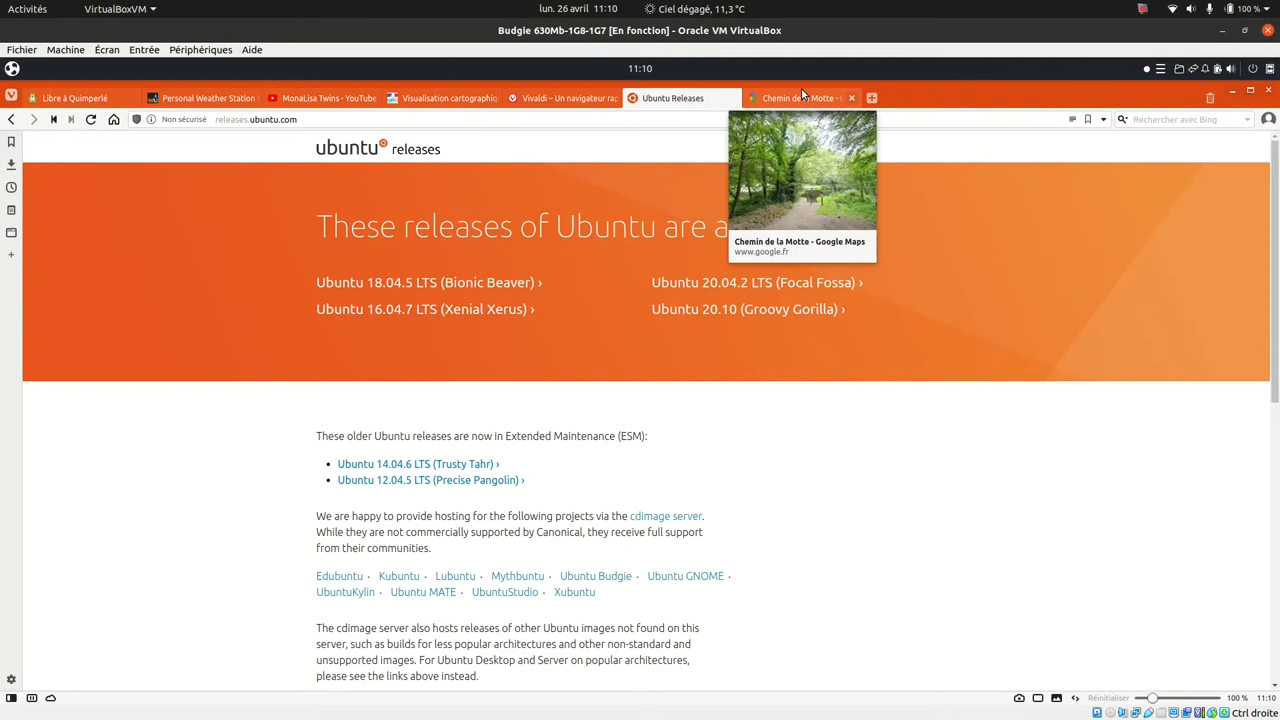 Activités
VirtualBoxVM
lun. 26 avril 11:10
Ciel dégagé, 11,3 °C
100 %
Budgie 630Mb-1G8-1G7 [En fonction] - Oracle VM VirtualBox
Fichier Machine Écran Entrée Périphériques Aide
11:10
Libre à Quimperlé
Personal Weather Station
MonaLisa Twins - YouTube
Visualisation cartographiq
Vivaldi – Un navigateur ra
Ubuntu Releases
Chemin de Motte -
Non sécurisé releases.ubuntu.com
Rechercher avec Bing
ubuntu releases
These releases of Ubuntu are a
Chemin de la Motte - Google Maps
www.google.fr
Ubuntu 18.04.5 LTS (Bionic Beaver) ›
Ubuntu 20.04.2 LTS (Focal Fossa) ›
Ubuntu 16.04.7 LTS (Xenial Xerus) ›
Ubuntu 20.10 (Groovy Gorilla) ›
These older Ubuntu releases are now in Extended Maintenance (ESM):
• Ubuntu 14.04.6 LTS (Trusty Tahr) ›
• Ubuntu 12.04.5 LTS (Precise Pangolin) ›
We are happy to provide hosting for the following projects via the cdimage server.
While they are not commercially supported by Canonical, they receive full support
from their communities.
Edubuntu · Kubuntu · Lubuntu · Mythbuntu · Ubuntu Budgie · Ubuntu GNOME ·
UbuntuKylin · Ubuntu MATE · UbuntuStudio · Xubuntu
The cdimage server also hosts releases of other Ubuntu images not found on this
server, such as builds for less popular architectures and other non-standard and
unsupported images. For Ubuntu Desktop and Server on popular architectures,
please see the links above instead.
Réinitialiser
100 %
11:10
Ctrl droite